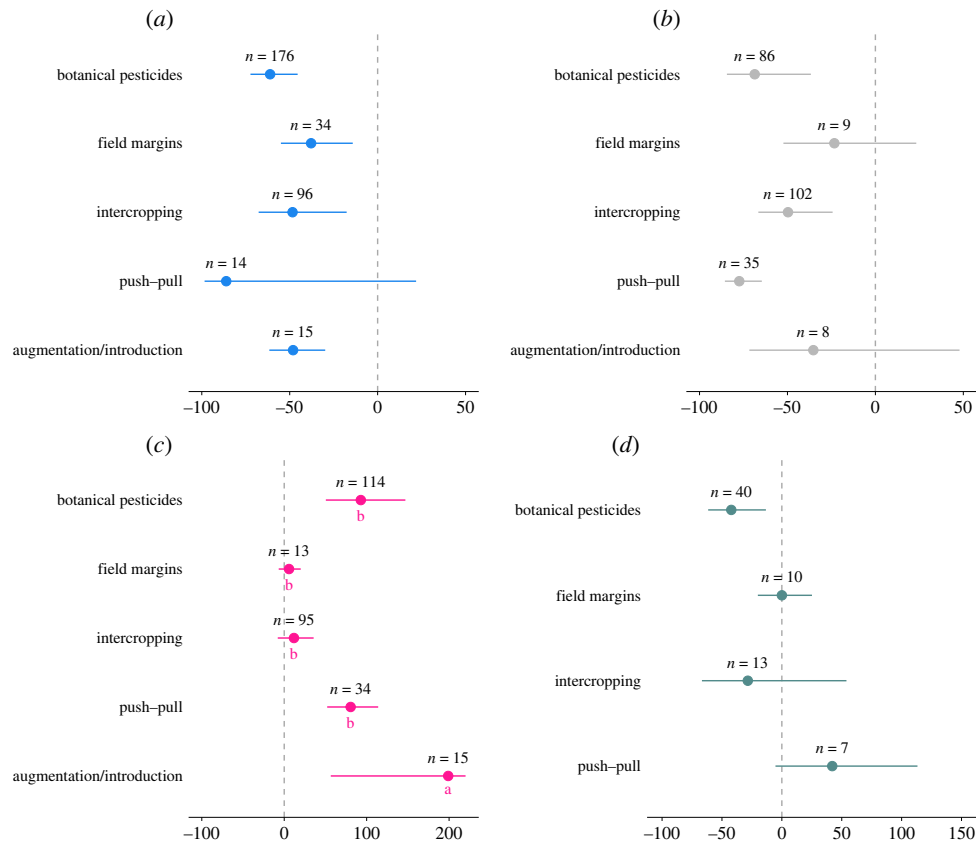 (a)
n = 176
botanical pesticides
n = 34
field margins
n = 96
intercropping
n = 14
push–pull
n = 15
augmentation/introduction
–100 –50 0 50
(b)
n = 86
botanical pesticides
n = 9
field margins
n = 102
intercropping
n = 35
push–pull
n = 8
augmentation/introduction
–100 –50 0 50
(c)
n = 114
botanical pesticides
b
n = 13
field margins
b
n = 95
intercropping
b
n = 34
push–pull
b
n = 15
augmentation/introduction
a
–100 0 100 200
(d)
n = 40
botanical pesticides
n = 10
field margins
n = 13
intercropping
n = 7
push–pull
–100 –50 0 50 100 150